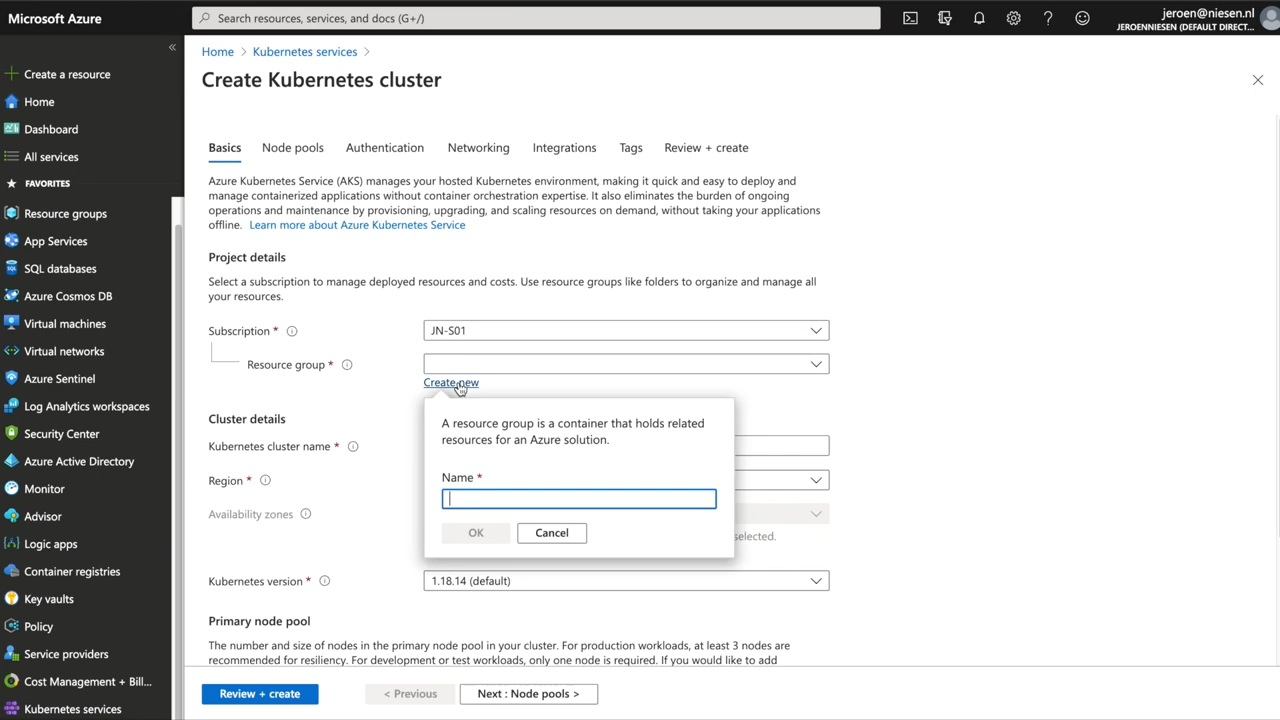 Microsoft Azure
Search resources, services, and docs (G+/)
jeroen@niesen.nl
JEROENNIESEN (DEFAULT DIRECT...
Create a resource
Home
Dashboard
All services
FAVORITES
Resource groups
App Services
SQL databases
Azure Cosmos DB
Virtual machines
Virtual networks
Azure Sentinel
Log Analytics workspaces
Security Center
Azure Active Directory
Monitor
Advisor
Logic apps
Container registries
Key vaults
Policy
Service providers
Cost Management + Bill...
Kubernetes services
Home > Kubernetes services >
Create Kubernetes cluster
Basics Node pools Authentication Networking Integrations Tags Review + create
Azure Kubernetes Service (AKS) manages your hosted Kubernetes environment, making it quick and easy to deploy and
manage containerized applications without container orchestration expertise. It also eliminates the burden of ongoing
operations and maintenance by provisioning, upgrading, and scaling resources on demand, without taking your applications
offline. Learn more about Azure Kubernetes Service
Project details
Select a subscription to manage deployed resources and costs. Use resource groups like folders to organize and manage all
your resources.
Subscription *
JN-S01
Resource group *
Create new
A resource group is a container that holds related
resources for an Azure solution.
Name *
OK Cancel
Cluster details
Kubernetes cluster name *
Region *
Availability zones
selected.
Kubernetes version *
1.18.14 (default)
Primary node pool
The number and size of nodes in the primary node pool in your cluster. For production workloads, at least 3 nodes are
recommended for resiliency. For development or test workloads, only one node is required. If you would like to add
Review + create < Previous Next : Node pools >